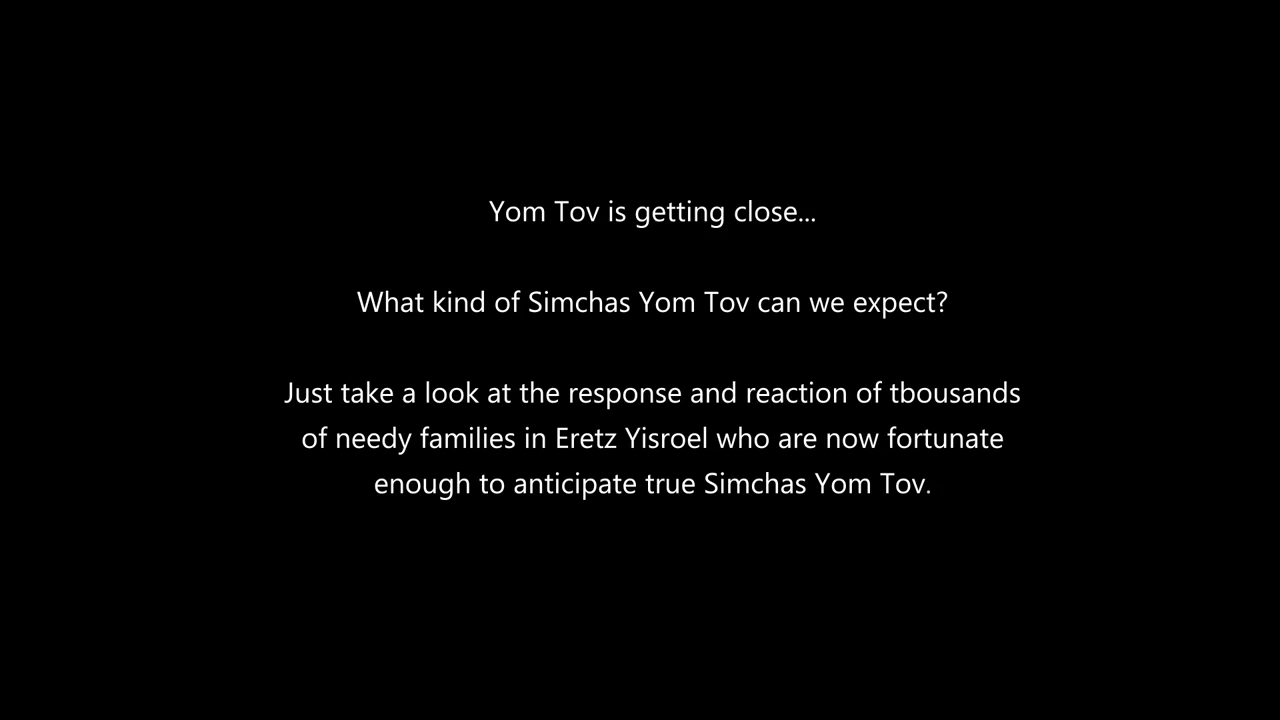 Yom Tov is getting close...
What kind of Simchas Yom Tov can we expect?
Just take a look at the response and reaction of tbousands
of needy families in Eretz Yisroel who are now fortunate
enough to anticipate true Simchas Yom Tov.